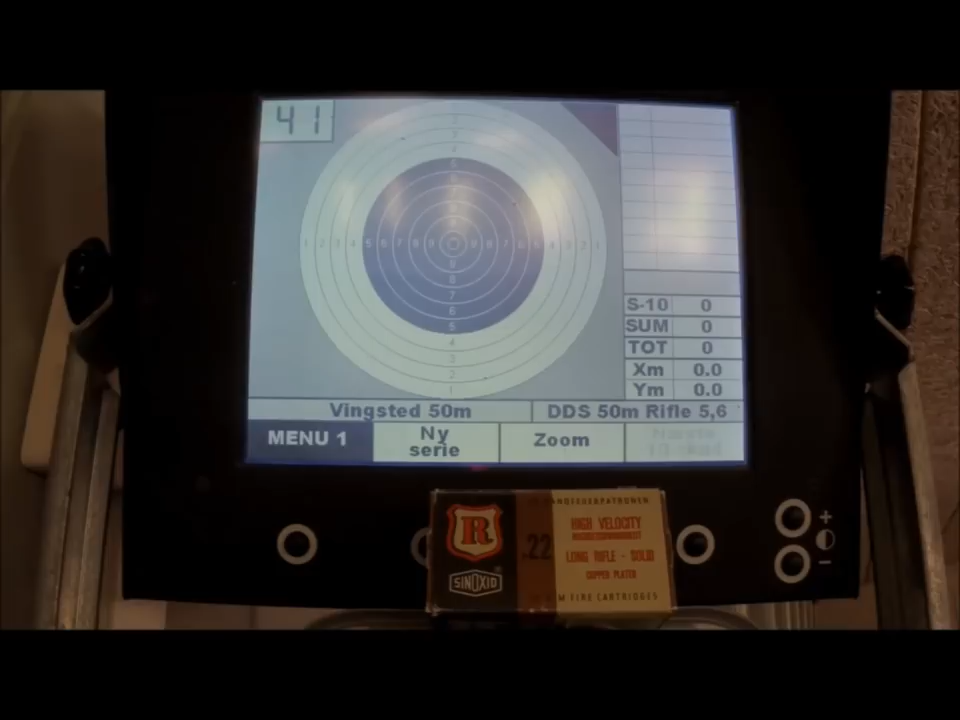 41
S-10 0
SUM 0
TOT 0
Xm 0.0
Ym 0.0
Vingsted 50m
DDS 50m Rifle 5,6
MENU 1
Ny
serie
Zoom
+
-
R
SINOXID
.22
HIGH VELOCITY
LONG RIFLE - SOLID
COPPER PLATED
FIRE CARTRIDGES